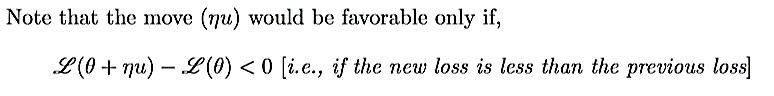 Note that the move (ηu) would be favorable only if,
ℒ(θ + ηu) − ℒ(θ) < 0 [i.e., if the new loss is less than the previous loss]